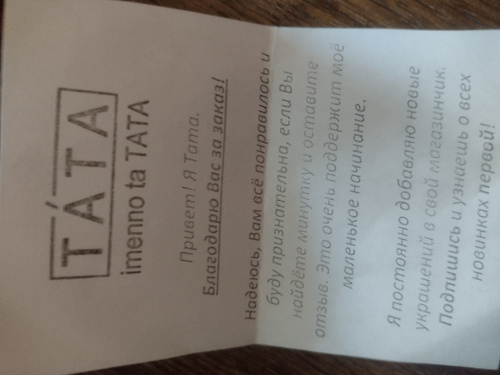 TÁTA
imenno ta TATA
Привет! Я Тата.
Благодарю Вас за заказ!
Надеюсь, Вам всё понравилось и
буду признательна, если Вы
найдёте минутку и оставите
отзыв. Это очень поддержит моё
маленькое начинание.
Я постоянно добавляю новые
украшений в свой магазинчик.
Подпишись и узнаешь о всех
новинках первой!